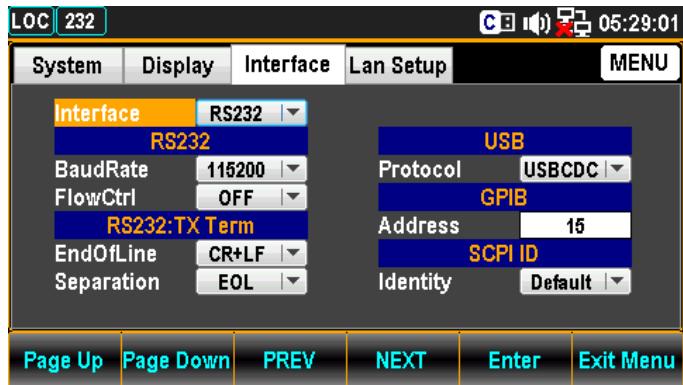 LOC 232 C 05:29:01
System Display Interface Lan Setup MENU
Interface RS232
RS232 USB
BaudRate 115200 Protocol USBCDC
FlowCtrl OFF GPIB
RS232:TX Term Address 15
EndOfLine CR+LF SCPI ID
Separation EOL Identity Default
Page Up Page Down PREV NEXT Enter Exit Menu